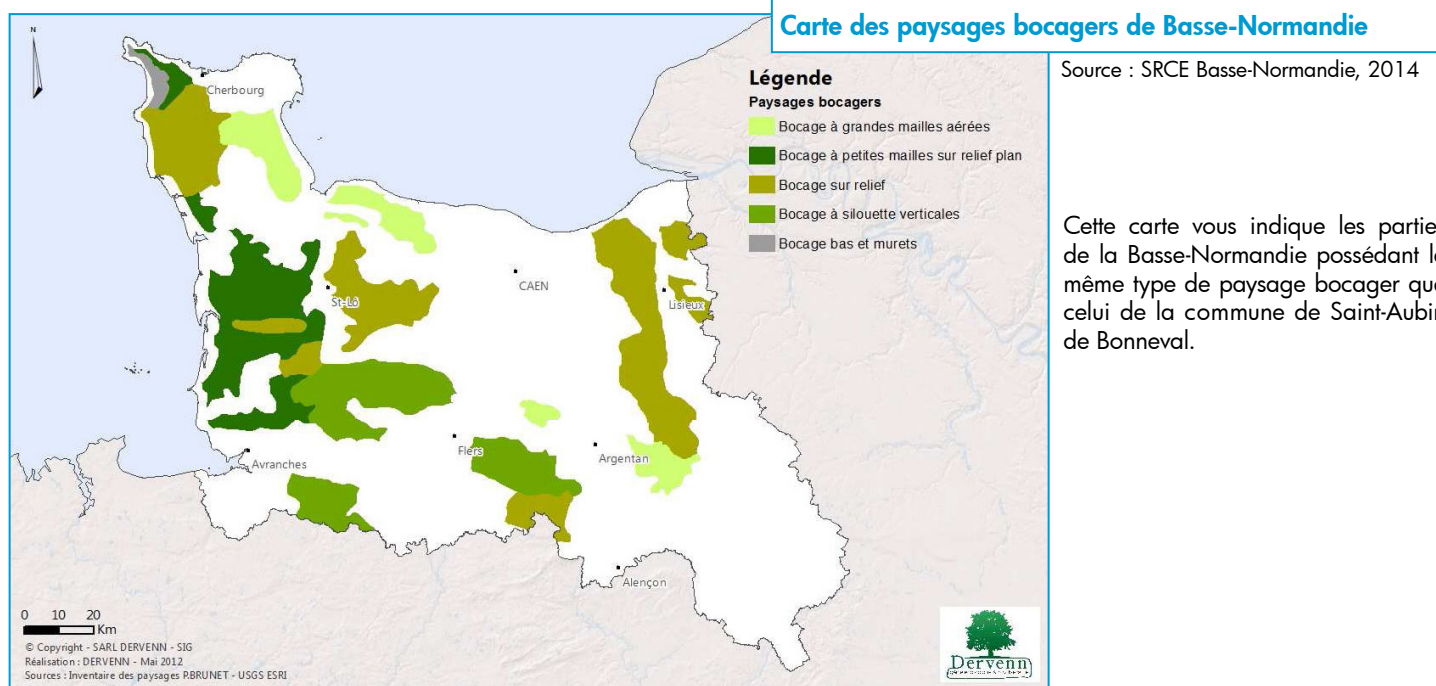 Carte des paysages bocagers de Basse-Normandie
Source : SRCE Basse-Normandie, 2014
N
Légende
Paysages bocagers
Bocage à grandes mailles aérées
Bocage à petites mailles sur relief plan
Bocage sur relief
Bocage à silouette verticales
Bocage bas et murets
Cherbourg
St-Lô
CAEN
Lisieux
Flers
Argentan
Avranches
Alençon
Cette carte vous indique les partie
de la Basse-Normandie possédant l
même type de paysage bocager que
celui de la commune de Saint-Aubin
de Bonneval.
0 10 20
Km
© Copyright - SARL DERVENN - SIG
Réalisation : DERVENN - Mai 2012
Sources : Inventaire des paysages P.BRUNET - USGS ESRI
Dervenn